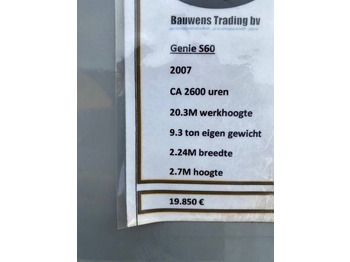 Bauwens Trading bv
Genie S60
2007
CA 2600 uren
20.3M werkhoogte
9.3 ton eigen gewicht
2.24M breedte
2.7M hoogte
19.850 €